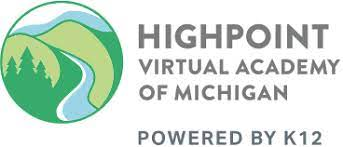 HIGHPOINT
VIRTUAL ACADEMY
OF MICHIGAN
POWERED BY K12